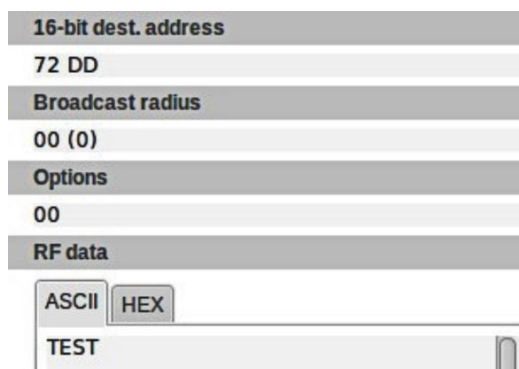 16-bit dest. address
72 DD
Broadcast radius
00 (0)
Options
00
RF data
ASCII HEX
TEST